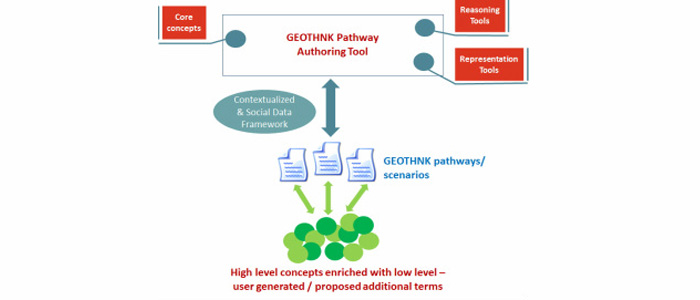 Core
concepts
GEOTHNK Pathway
Authoring Tool
Reasoning
Tools
Representation
Tools
Contextualized
& Social Data
Framework
GEOTHNK pathways/
scenarios
High level concepts enriched with low level –
user generated / proposed additional terms